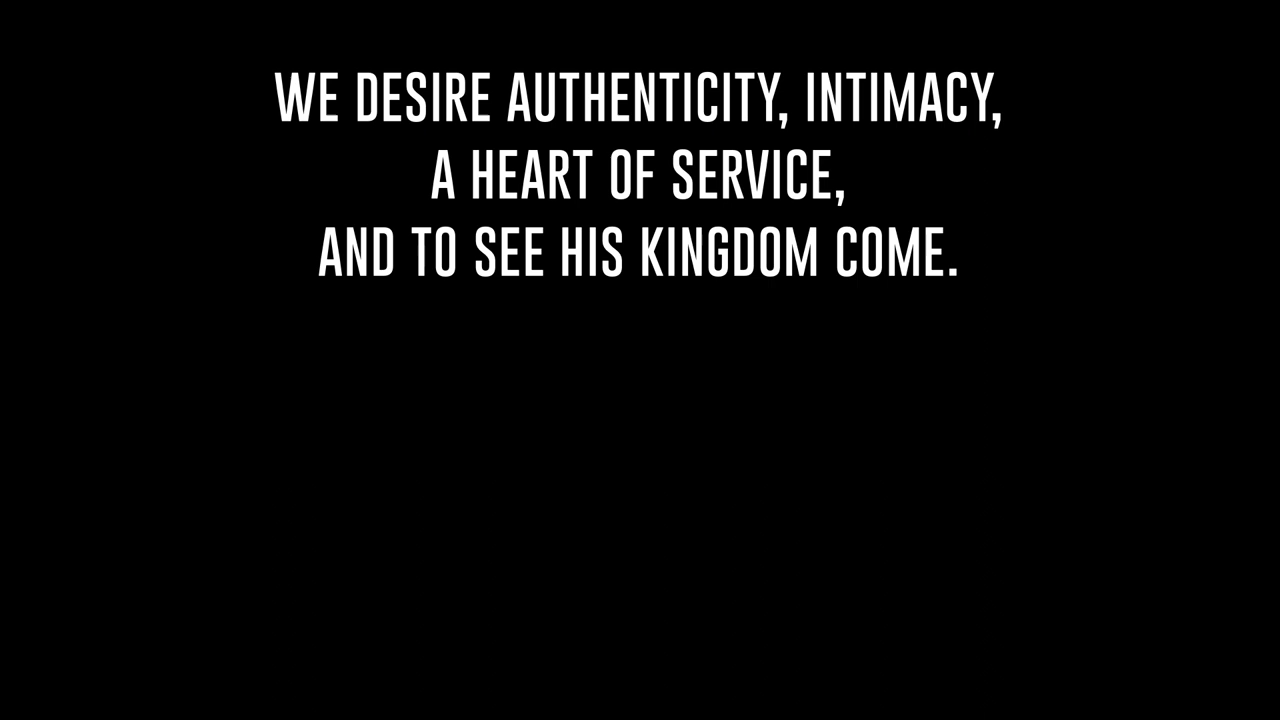 WE DESIRE AUTHENTICITY, INTIMACY,
A HEART OF SERVICE,
AND TO SEE HIS KINGDOM COME.